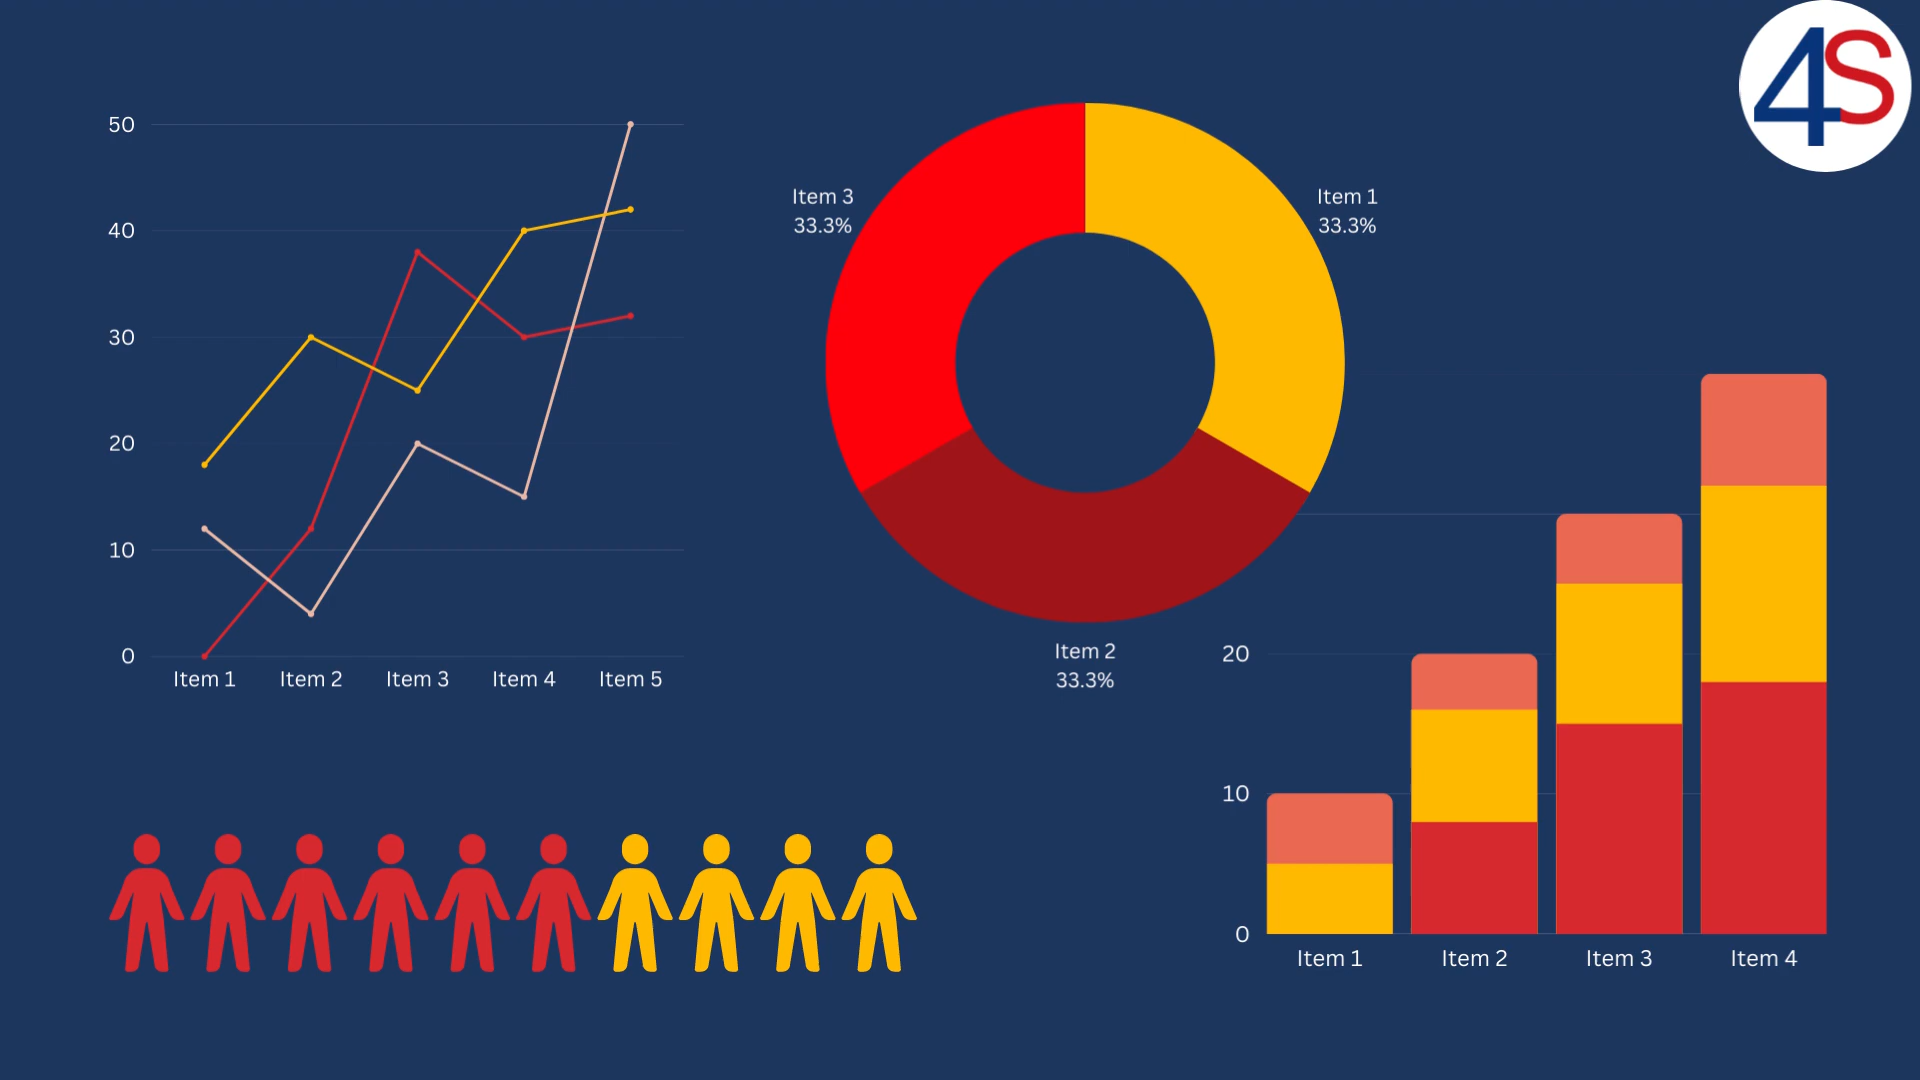 4S
50
40
30
20
10
0
Item 1 Item 2 Item 3 Item 4 Item 5
Item 3
33.3%
Item 1
33.3%
Item 2
33.3%
20
10
0
Item 1 Item 2 Item 3 Item 4